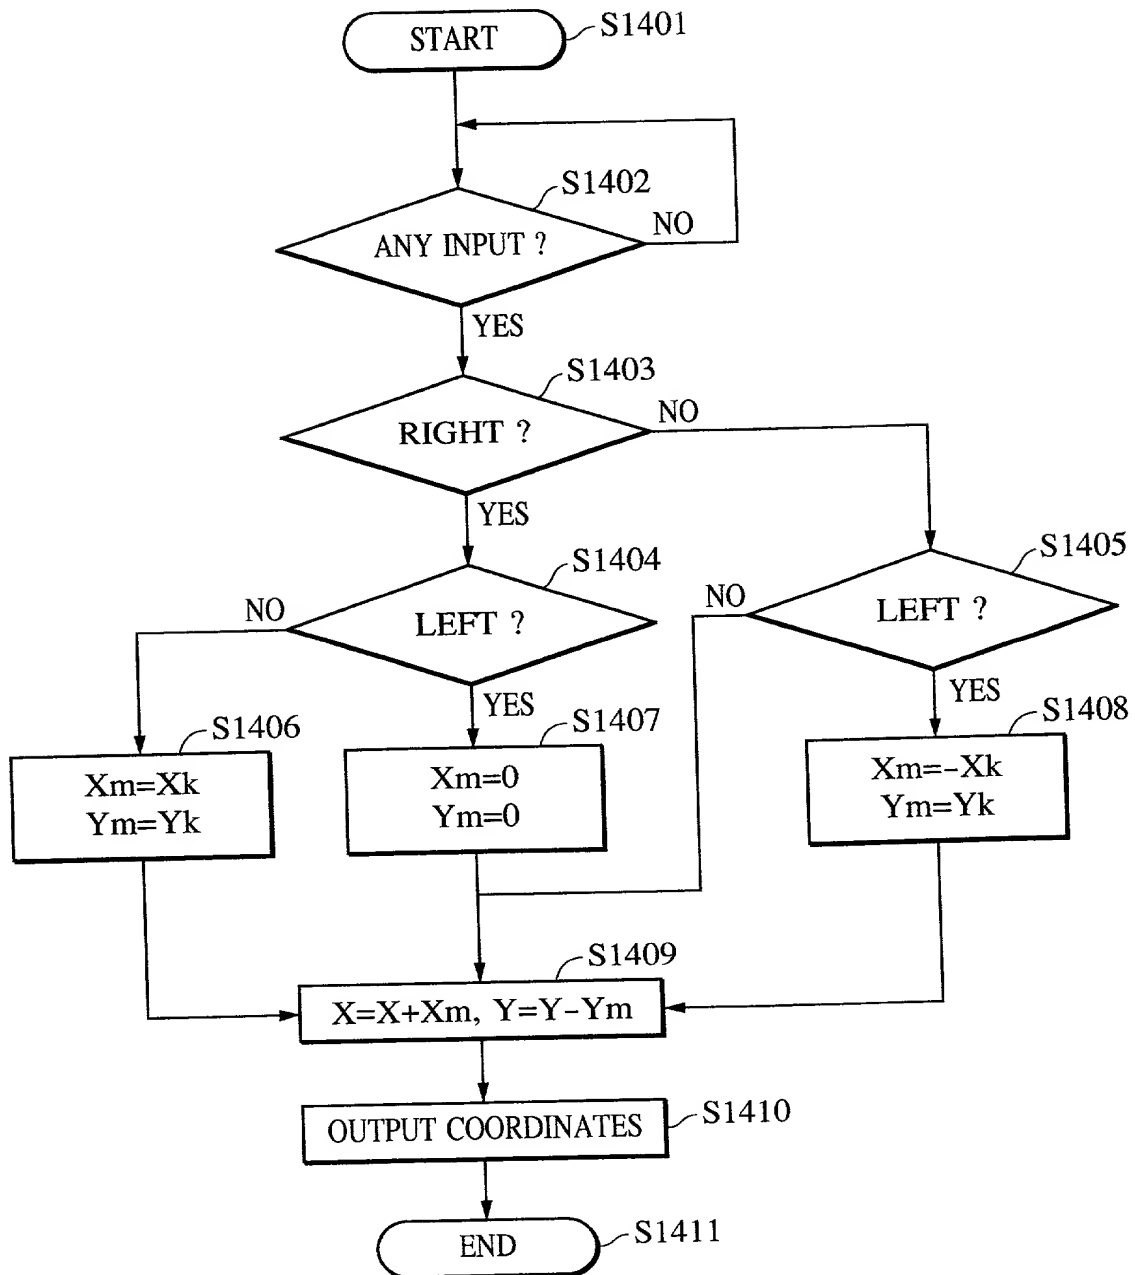 START
S1401
S1402
ANY INPUT ?
NO
YES
S1403
RIGHT ?
NO
YES
S1404
LEFT ?
NO
YES
S1405
LEFT ?
NO
YES
S1406
Xm=Xk
Ym=Yk
S1407
Xm=0
Ym=0
S1408
Xm=-Xk
Ym=Yk
S1409
X=X+Xm, Y=Y-Ym
OUTPUT COORDINATES
S1410
END
S1411